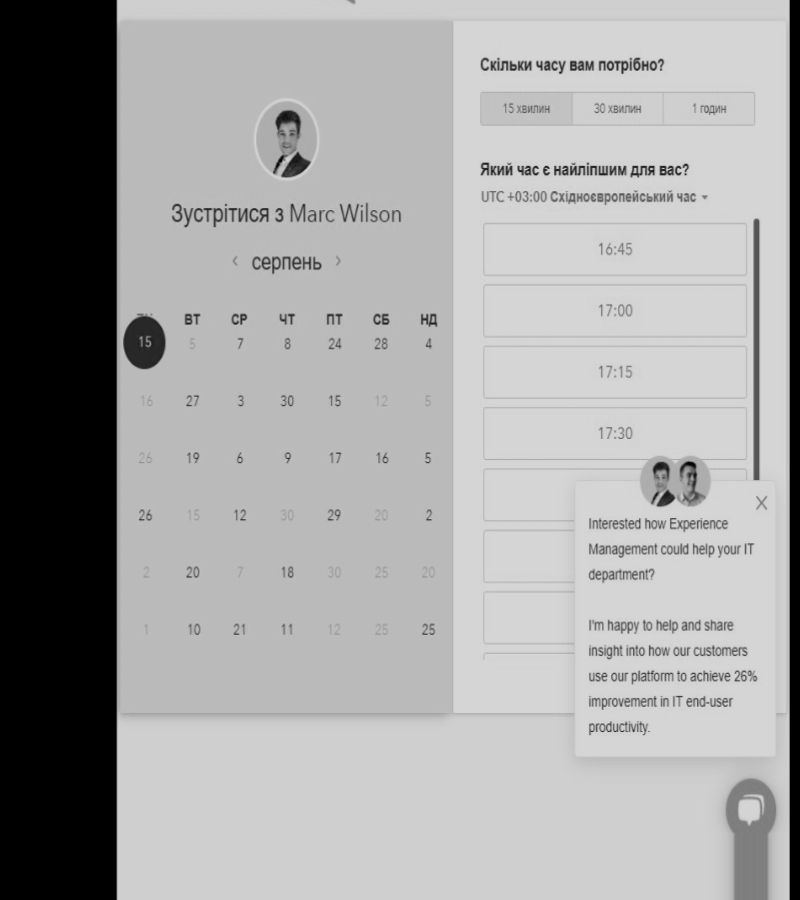 Зустрітися з Marc Wilson
серпень
ВТ СР ЧТ ПТ СБ НД
15 5 7 8 24 28 4
16 27 3 30 15 12 5
26 19 6 9 17 16 5
26 15 12 30 29 20 2
2 20 7 18 30 25 20
1 10 21 11 12 25 25
Скільки часу вам потрібно?
15 хвилин 30 хвилин 1 годин
Який час є найліпшим для вас?
UTC +03:00 Східноєвропейський час
16:45
17:00
17:15
17:30
X
Interested how Experience
Management could help your IT
department?
I'm happy to help and share
insight into how our customers
use our platform to achieve 26%
improvement in IT end-user
productivity.